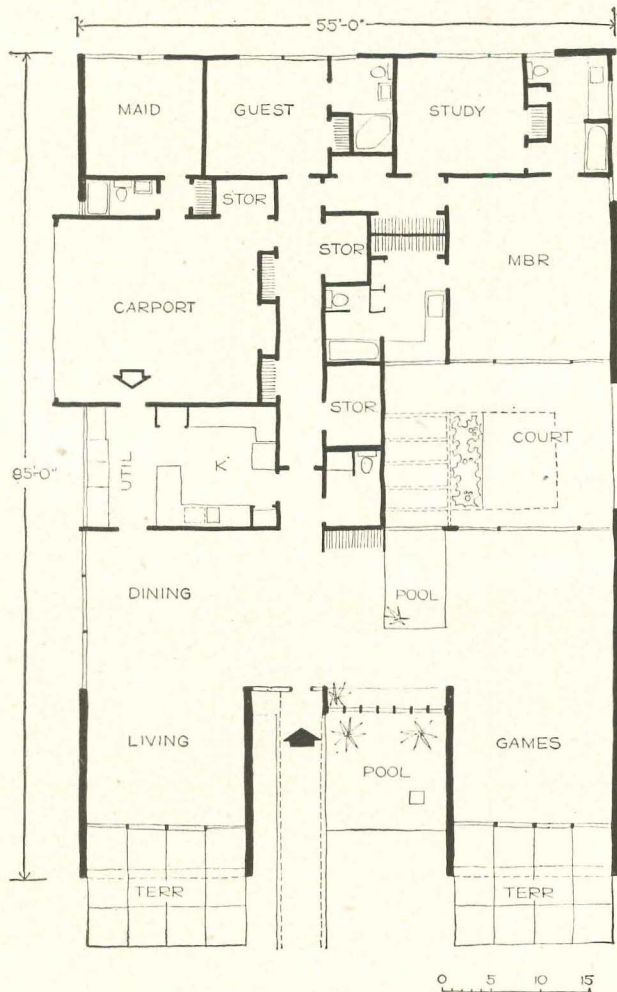 55'-0"
MAID
GUEST
STUDY
STOR
STOR
MBR
CARPORT
STOR
COURT
UTIL
K.
85'-0"
DINING
POOL
LIVING
POOL
GAMES
TERR
TERR
0 5 10 15